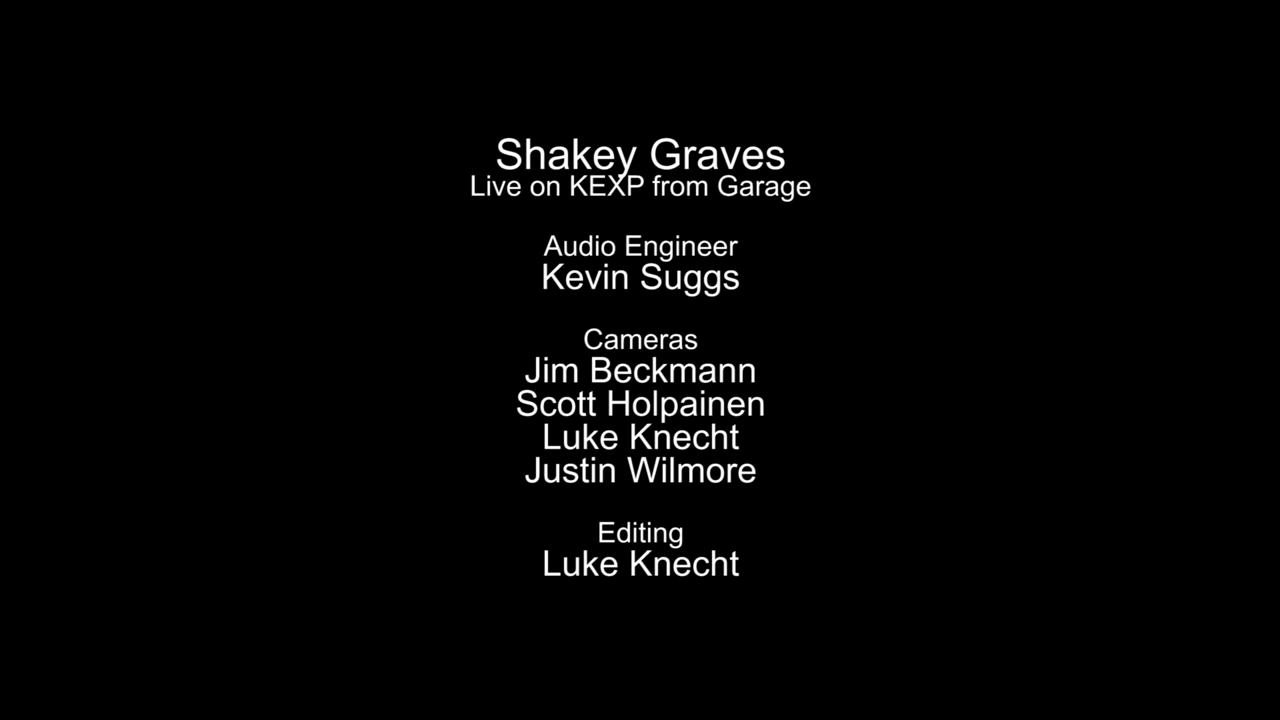 Shakey Graves
Live on KEXP from Garage
Audio Engineer
Kevin Suggs
Cameras
Jim Beckmann
Scott Holpainen
Luke Knecht
Justin Wilmore
Editing
Luke Knecht